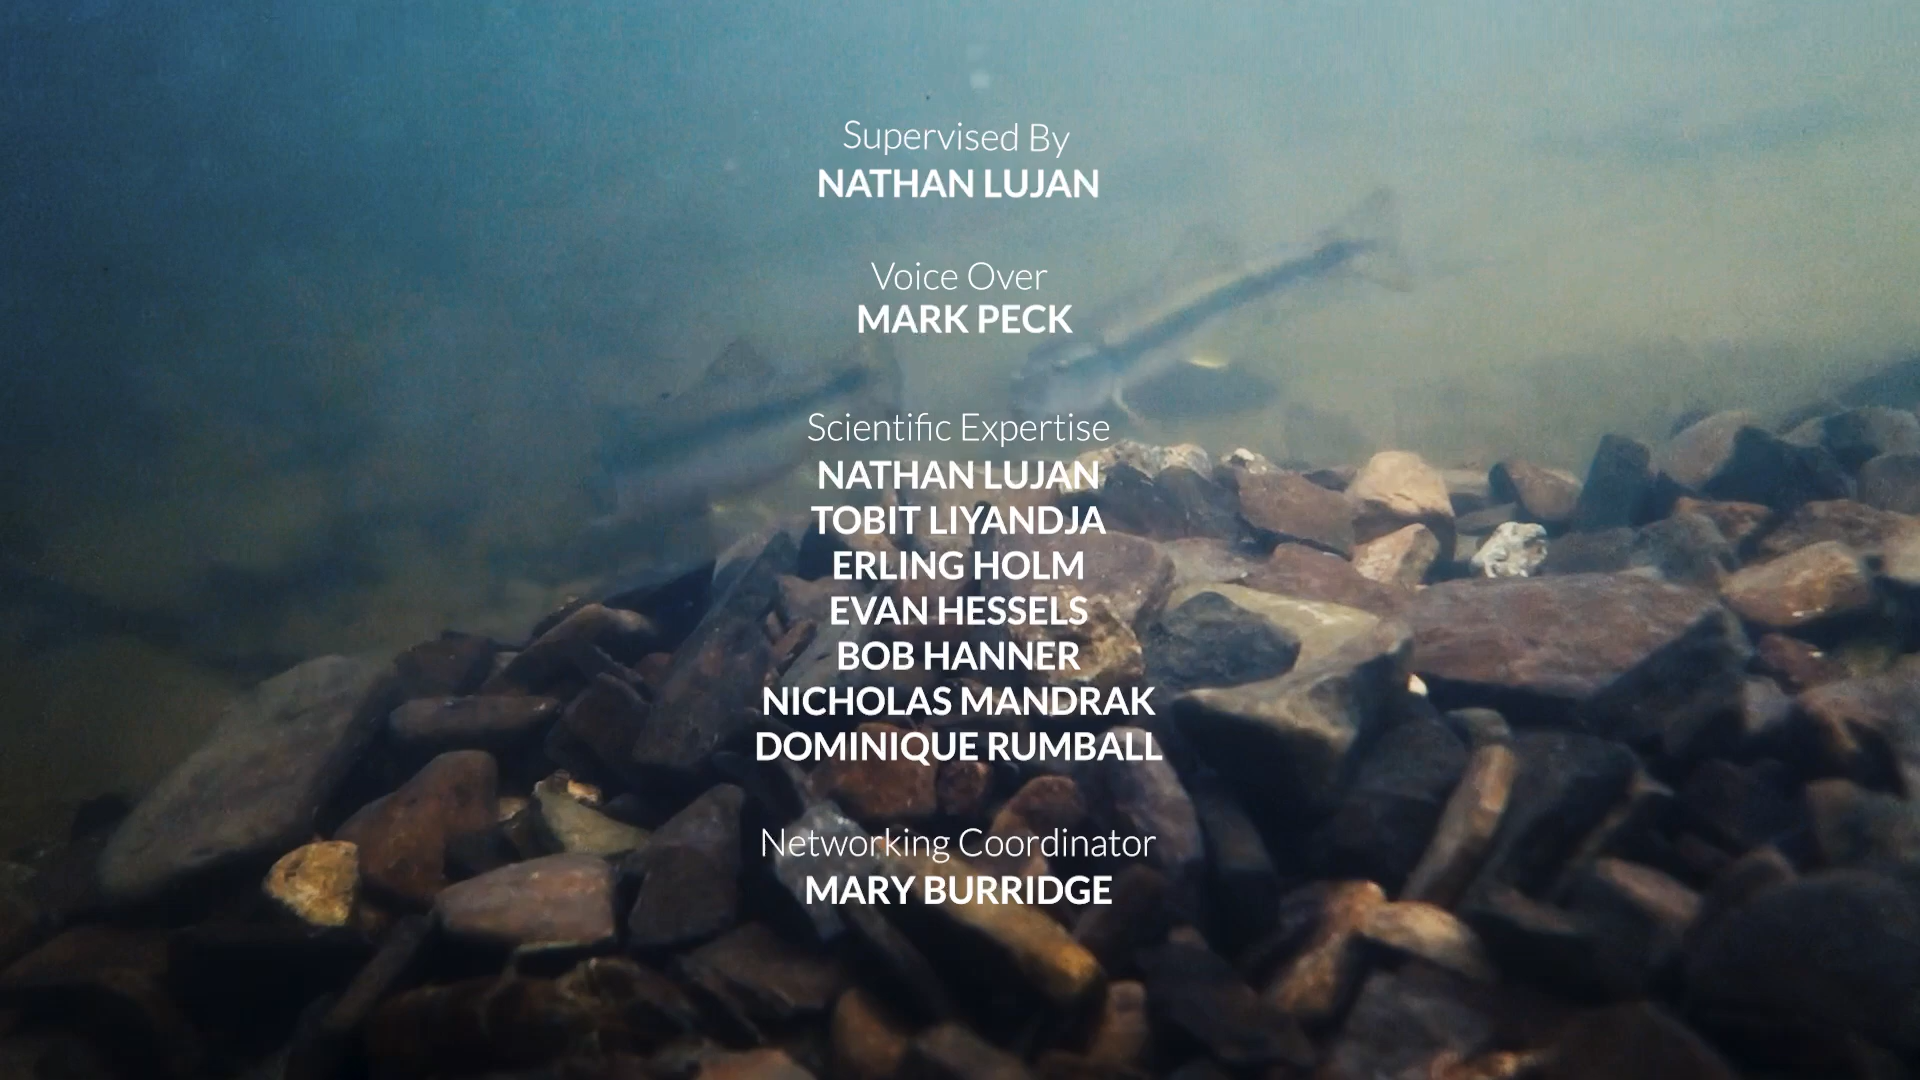 Supervised By
NATHAN LUJAN
Voice Over
MARK PECK
Scientific Expertise
NATHAN LUJAN
TOBIT LIYANDJA
ERLING HOLM
EVAN HESSELS
BOB HANNER
NICHOLAS MANDRAK
DOMINIQUE RUMBALL
Networking Coordinator
MARY BURRIDGE